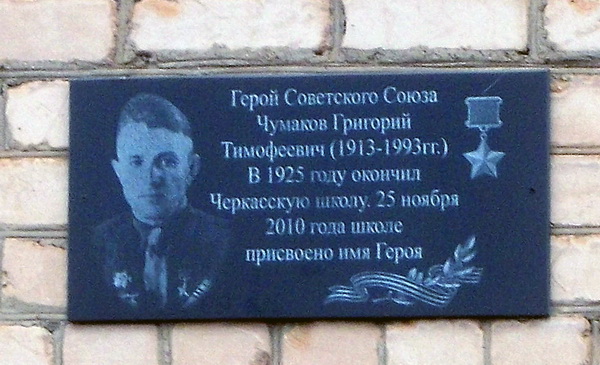 Герой Советского Союза
Чумаков Григорий
Тимофеевич (1913-1993гг.)
В 1925 году окончил
Черкасскую школу. 25 ноября
2010 года школе
присвоено имя Героя